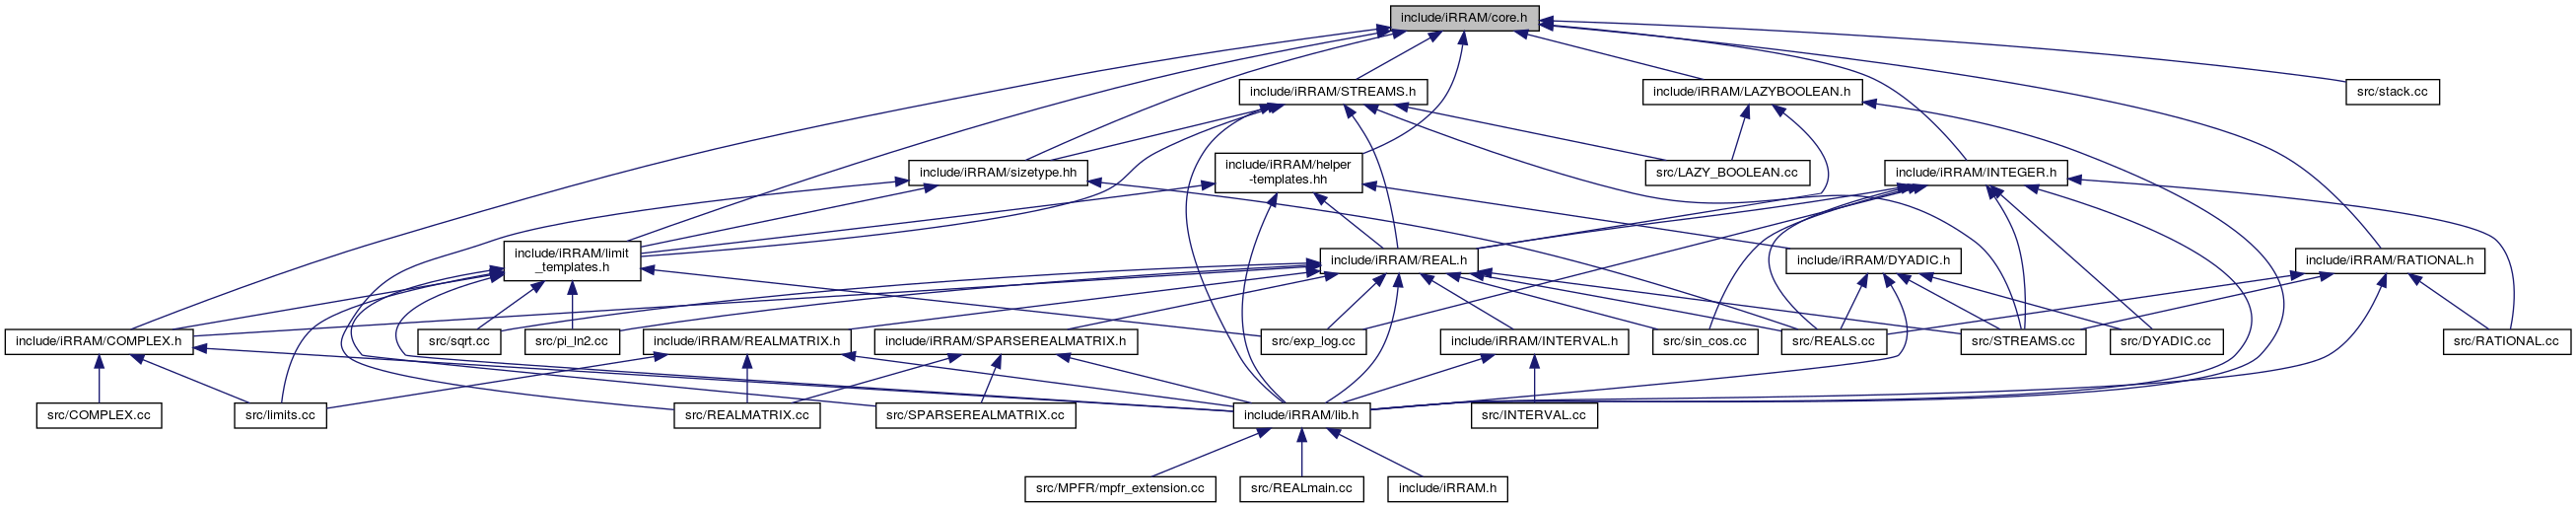 include/iRRAM/core.h
include/iRRAM/STREAMS.h
include/iRRAM/LAZYBOOLEAN.h
src/stack.cc
include/iRRAM/sizetype.hh
include/iRRAM/helper
-templates.hh
src/LAZY_BOOLEAN.cc
include/iRRAM/INTEGER.h
include/iRRAM/limit
_templates.h
include/iRRAM/REAL.h
include/iRRAM/DYADIC.h
include/iRRAM/RATIONAL.h
include/iRRAM/COMPLEX.h
src/sqrt.cc
src/pi_ln2.cc
include/iRRAM/REALMATRIX.h
include/iRRAM/SPARSEREALMATRIX.h
src/exp_log.cc
include/iRRAM/INTERVAL.h
src/sin_cos.cc
src/REALS.cc
src/STREAMS.cc
src/DYADIC.cc
src/RATIONAL.cc
src/COMPLEX.cc
src/limits.cc
src/REALMATRIX.cc
src/SPARSEREALMATRIX.cc
include/iRRAM/lib.h
src/INTERVAL.cc
src/MPFR/mpfr_extension.cc
src/REALmain.cc
include/iRRAM.h